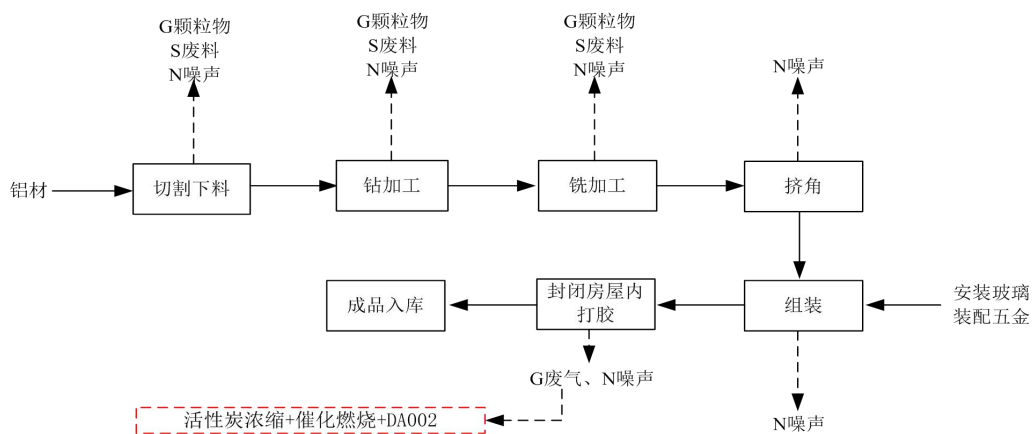 G颗粒物
S废料
N噪声
G颗粒物
S废料
N噪声
G颗粒物
S废料
N噪声
N噪声
铝材
切割下料
钻加工
铣加工
挤角
成品入库
封闭房屋内
打胶
组装
安装玻璃
装配五金
G废气、N噪声
活性炭浓缩+催化燃烧+DA002
N噪声